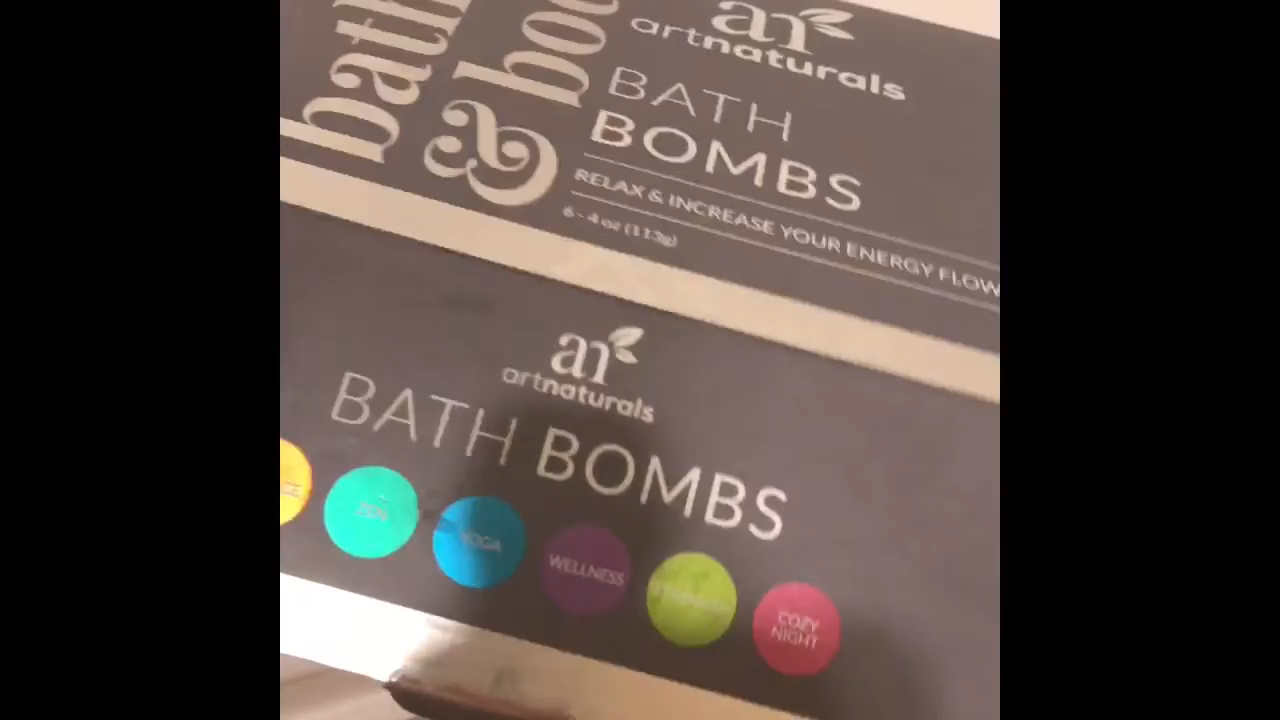 bath
& bo
artnaturals
BATH
BOMBS
RELAX & INCREASE YOUR ENERGY FLOW
6 - 4 oz (113g)
artnaturals
BATH BOMBS
ZEN
YOGA
WELLNESS
COZY
NIGHT